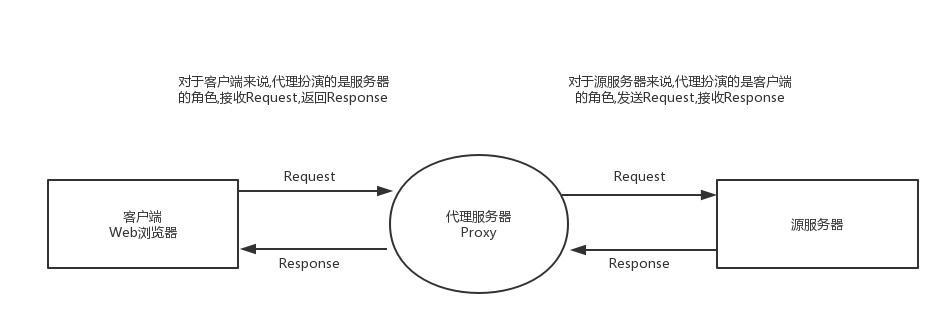 对于客户端来说,代理扮演的是服务器
的角色,接收Request,返回Response
对于源服务器来说,代理扮演的是客户端
的角色,发送Request,接收Response
Request
Request
客户端
Web浏览器
代理服务器
Proxy
源服务器
Response
Response